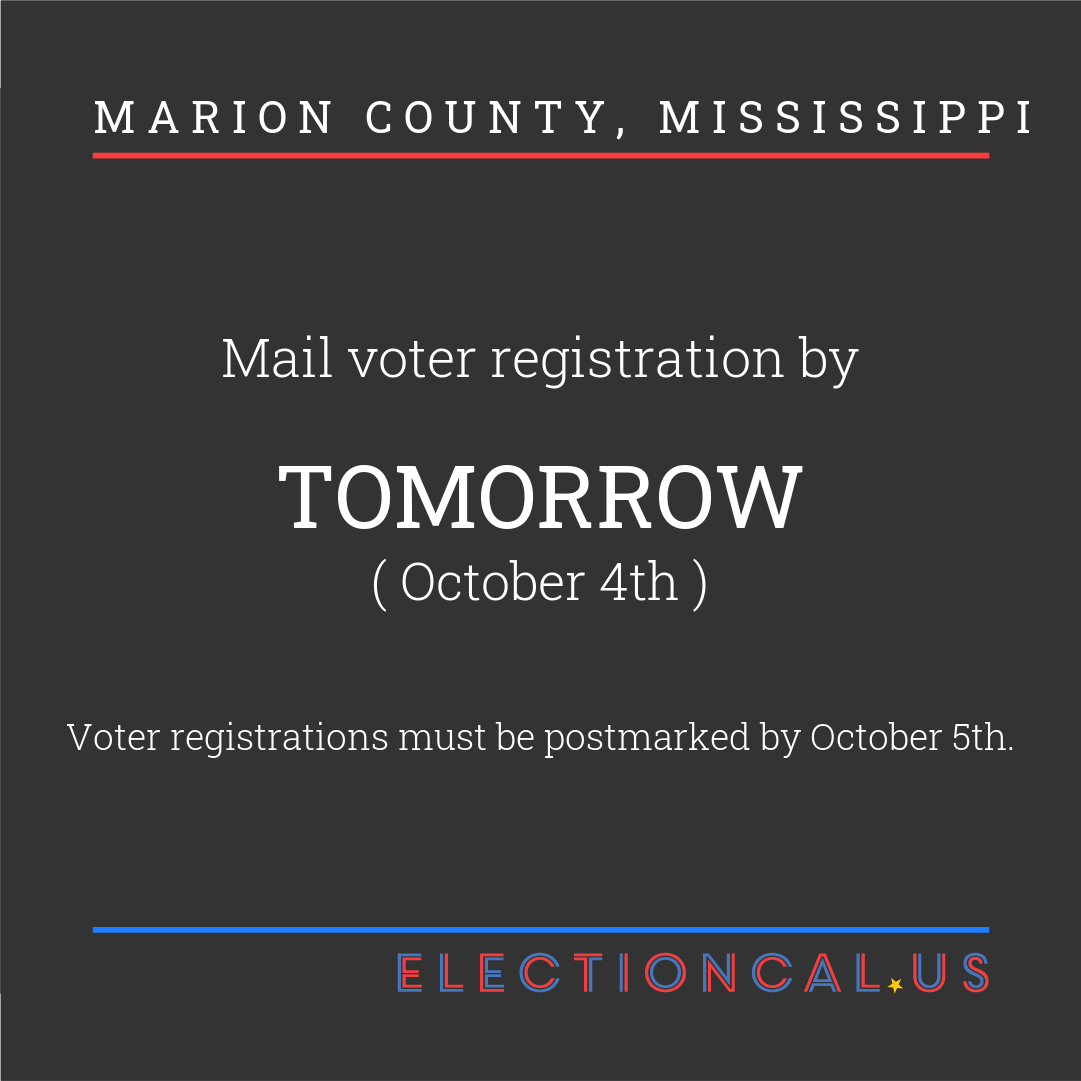 MARION COUNTY, MISSISSIPPI
Mail voter registration by
TOMORROW
( October 4th )
Voter registrations must be postmarked by October 5th.
ELECTIONCAL.US